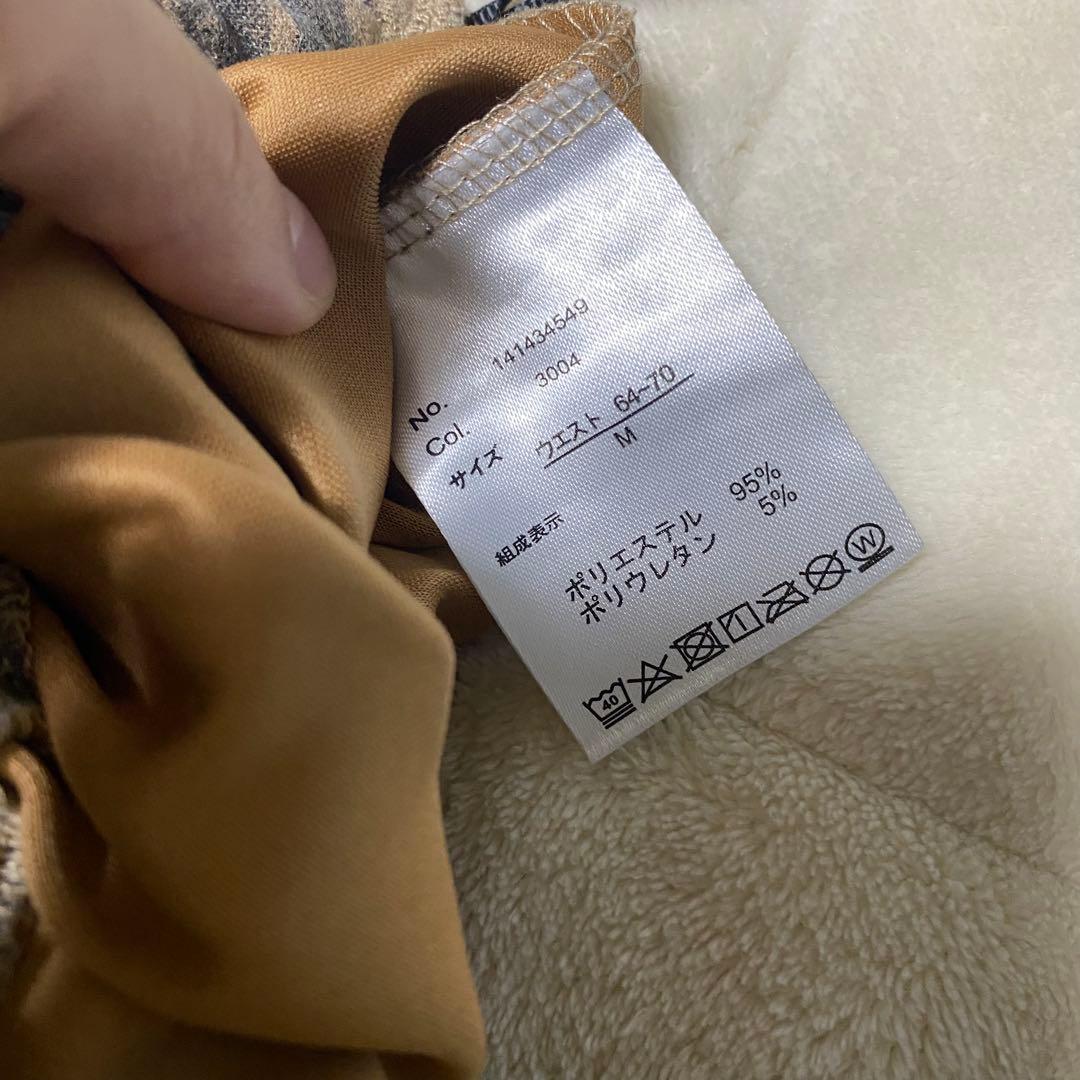 No. 141434549
Col. 3004
サイズ ウエスト 64~70
M
組成表示
ポリエステル 95%
ポリウレタン 5%
40 W